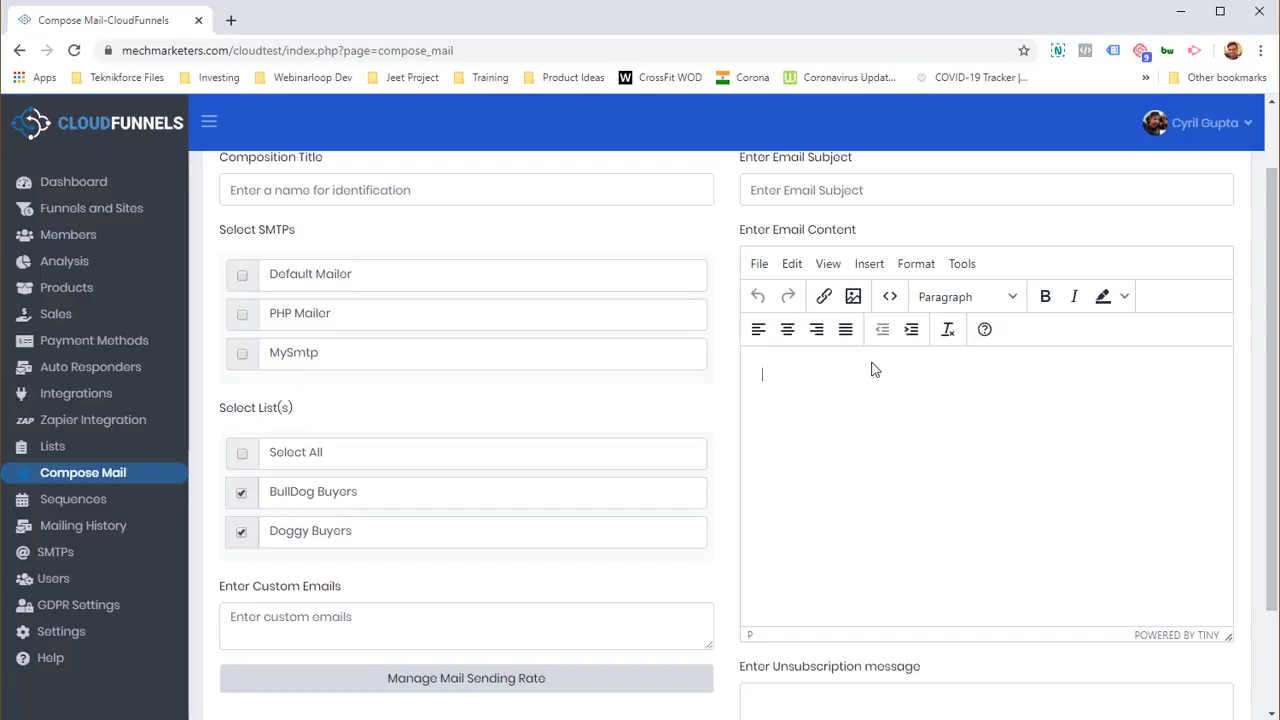 Compose Mail-CloudFunnels
mechmarketers.com/cloudtest/index.php?page=compose_mail
9
bw
Apps
Teknikforce Files
Investing
Webinarloop Dev
Jeet Project
Training
Product Ideas
W CrossFit WOD
Corona
Coronavirus Updat...
COVID-19 Tracker |...
»
Other bookmarks
CLOUDFUNNELS
Cyril Gupta
Dashboard
Funnels and Sites
Members
Analysis
Products
Sales
Payment Methods
Auto Responders
Integrations
ZAP Zapier Integration
Lists
Compose Mail
Sequences
Mailing History
SMTPs
Users
GDPR Settings
Settings
Help
Composition Title
Enter a name for identification
Select SMTPs
Default Mailer
PHP Mailer
MySmtp
Select List(s)
Select All
BullDog Buyers
Doggy Buyers
Enter Custom Emails
Enter custom emails
Manage Mail Sending Rate
Enter Email Subject
Enter Email Subject
Enter Email Content
File Edit View Insert Format Tools
Paragraph B I
P POWERED BY TINY
Enter Unsubscription message